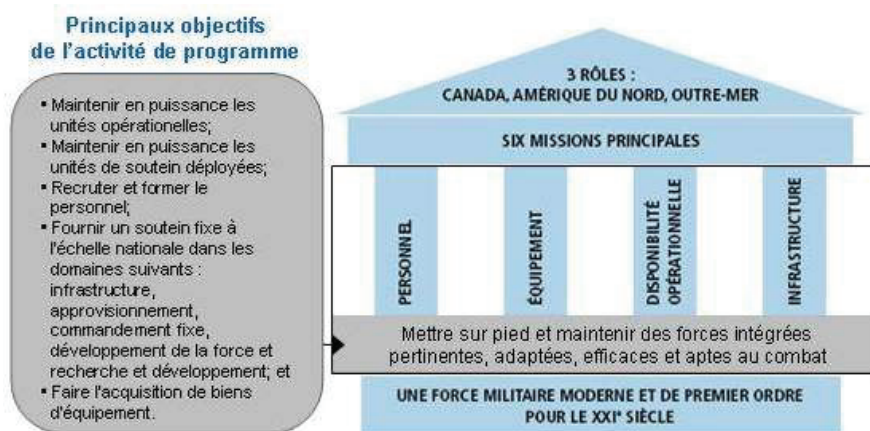 Principaux objectifs
de l'activité de programme
▪ Maintenir en puissance les
unités opérationelles;
▪ Maintenir en puissance les
unités de soutein déployées;
▪ Recruter et former le
personnel;
▪ Fournir un soutein fixe à
l'échelle nationale dans les
domaines suivants :
infrastructure,
approvisionnement,
commandement fixe,
développement de la force et
recherche et développement; et
▪ Faire l'acquisition de biens
d'équipement.
3 RÔLES :
CANADA, AMÉRIQUE DU NORD, OUTRE-MER
SIX MISSIONS PRINCIPALES
PERSONNEL
ÉQUIPEMENT
DISPONIBILITÉ
OPÉRATIONNELLE
INFRASTRUCTURE
Mettre sur pied et maintenir des forces intégrées
pertinentes, adaptées, efficaces et aptes au combat
UNE FORCE MILITAIRE MODERNE ET DE PREMIER ORDRE
POUR LE XXIᵉ SIÈCLE